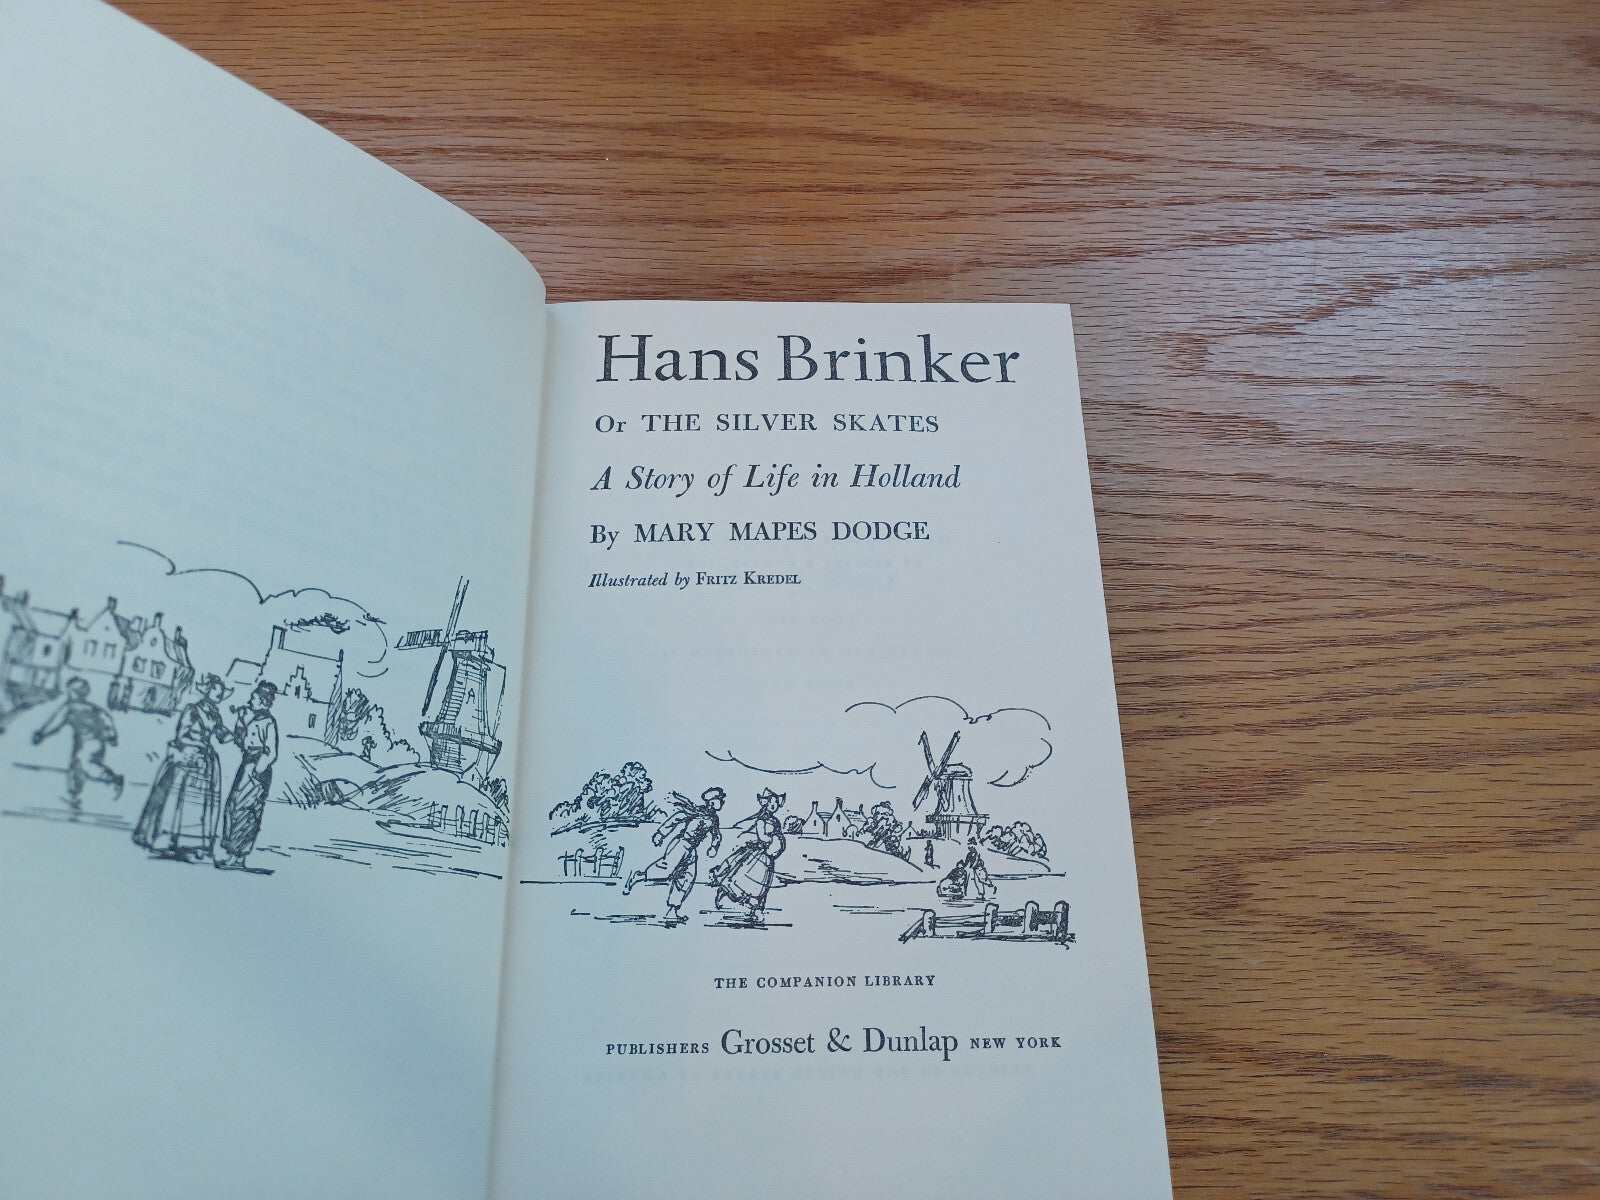 Hans Brinker
Or THE SILVER SKATES
A Story of Life in Holland
By MARY MAPES DODGE
Illustrated by FRITZ KREDEL
THE COMPANION LIBRARY
PUBLISHERS Grosset & Dunlap NEW YORK